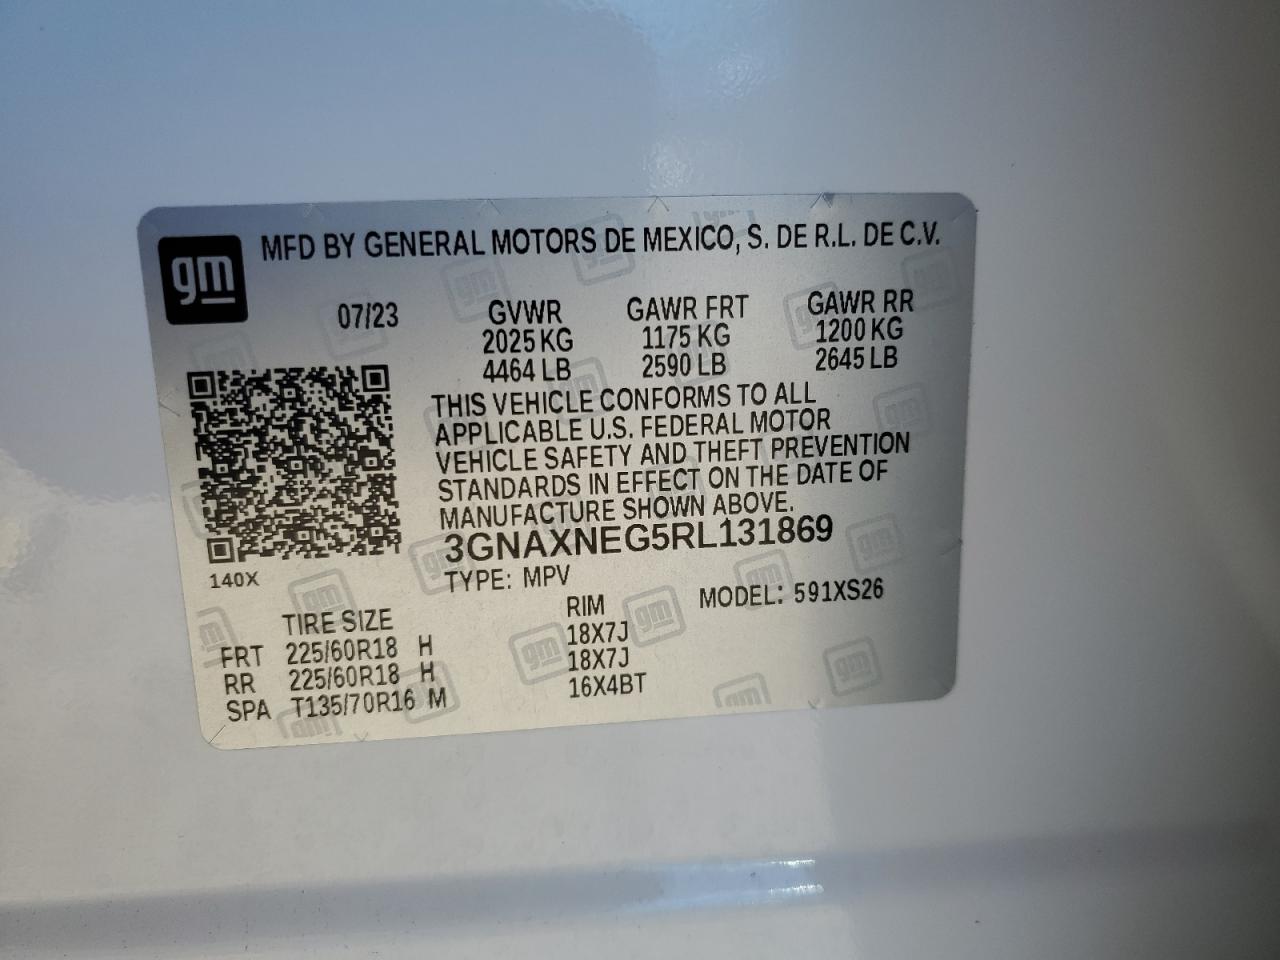 gm
MFD BY GENERAL MOTORS DE MEXICO, S. DE R.L. DE C.V.
07/23 GVWR GAWR FRT GAWR RR
2025 KG 1175 KG 1200 KG
4464 LB 2590 LB 2645 LB
THIS VEHICLE CONFORMS TO ALL
APPLICABLE U.S. FEDERAL MOTOR
VEHICLE SAFETY AND THEFT PREVENTION
STANDARDS IN EFFECT ON THE DATE OF
MANUFACTURE SHOWN ABOVE.
3GNAXNEG5RL131869
140X
TYPE: MPV MODEL: 591XS26
TIRE SIZE RIM
FRT 225/60R18 H 18X7J
RR 225/60R18 H 18X7J
SPA T135/70R16 M 16X4BT